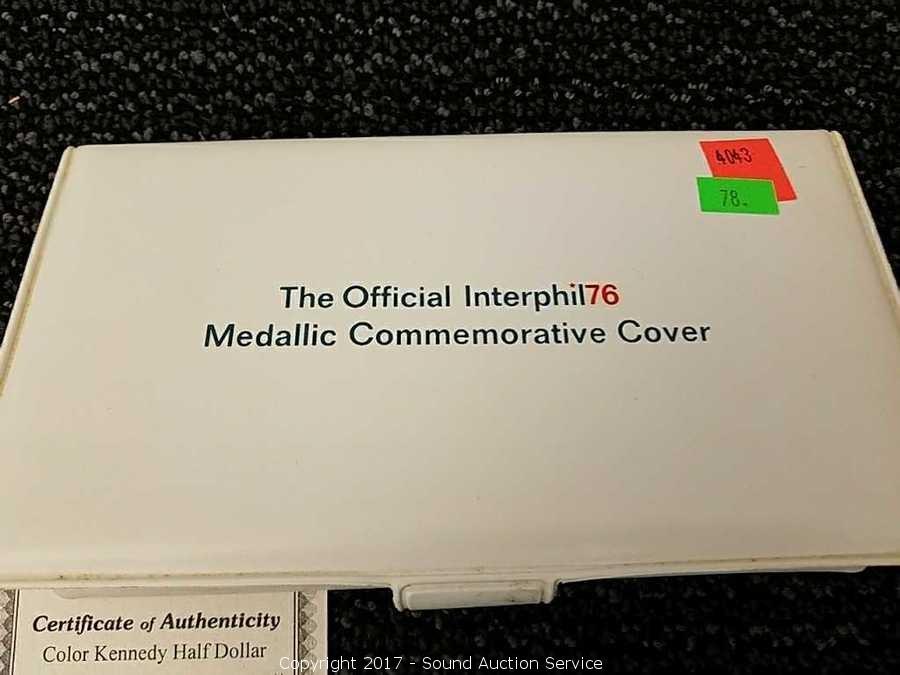 4043
78.
The Official Interphil76
Medallic Commemorative Cover
Certificate of Authenticity
Color Kennedy Half Dollar
Copyright 2017 - Sound Auction Service